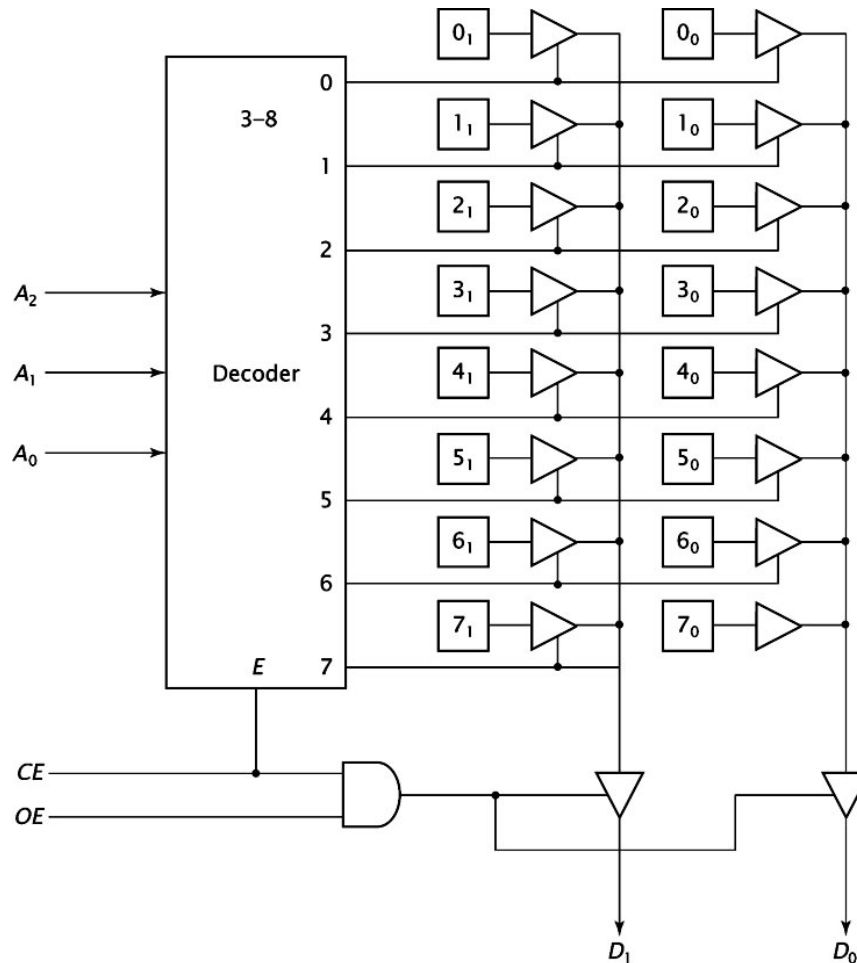 0₁ 0₀
0
3–8
1₁ 1₀
1
2₁ 2₀
2
A₂
3₁ 3₀
3
A₁
Decoder
4₁ 4₀
4
A₀
5₁ 5₀
5
6₁ 6₀
6
7₁ 7₀
E 7
CE
OE
D₁ D₀